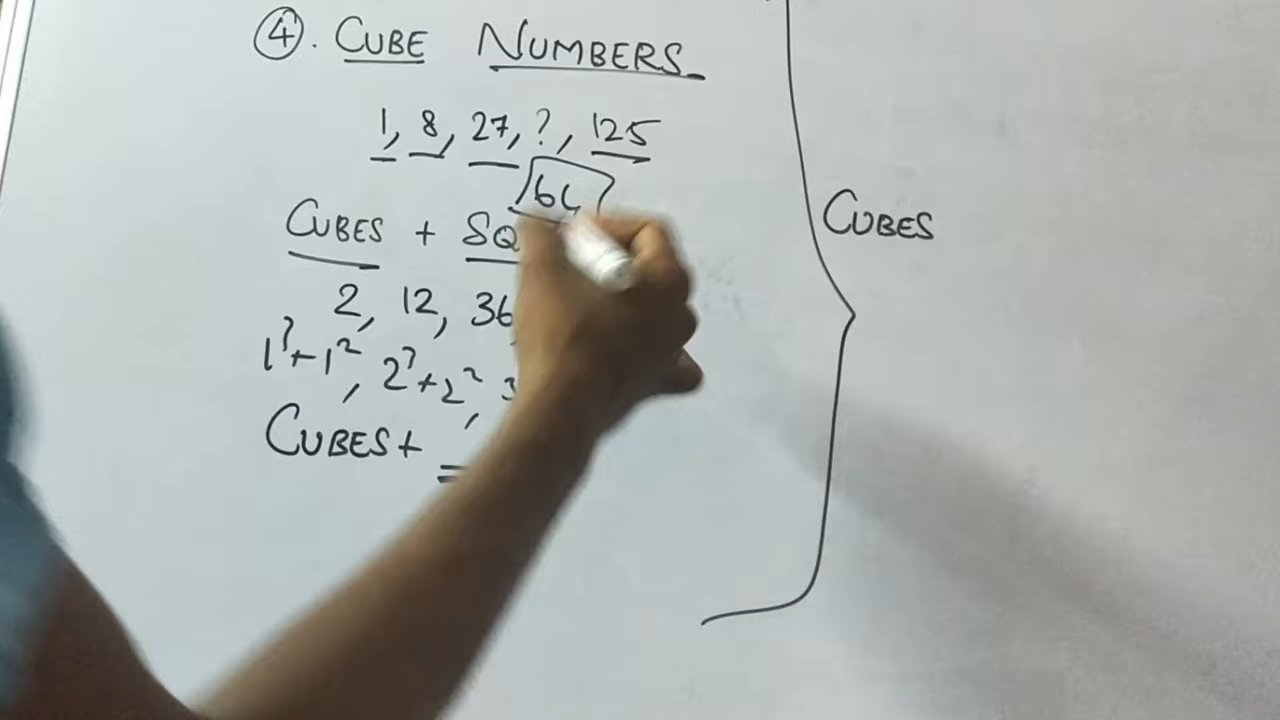 ④. CUBE NUMBERS
1, 8, 27, ?, 125
64
CUBES + SQ
2, 12, 36
1³+1², 2³+2², 3
CUBES+
CUBES